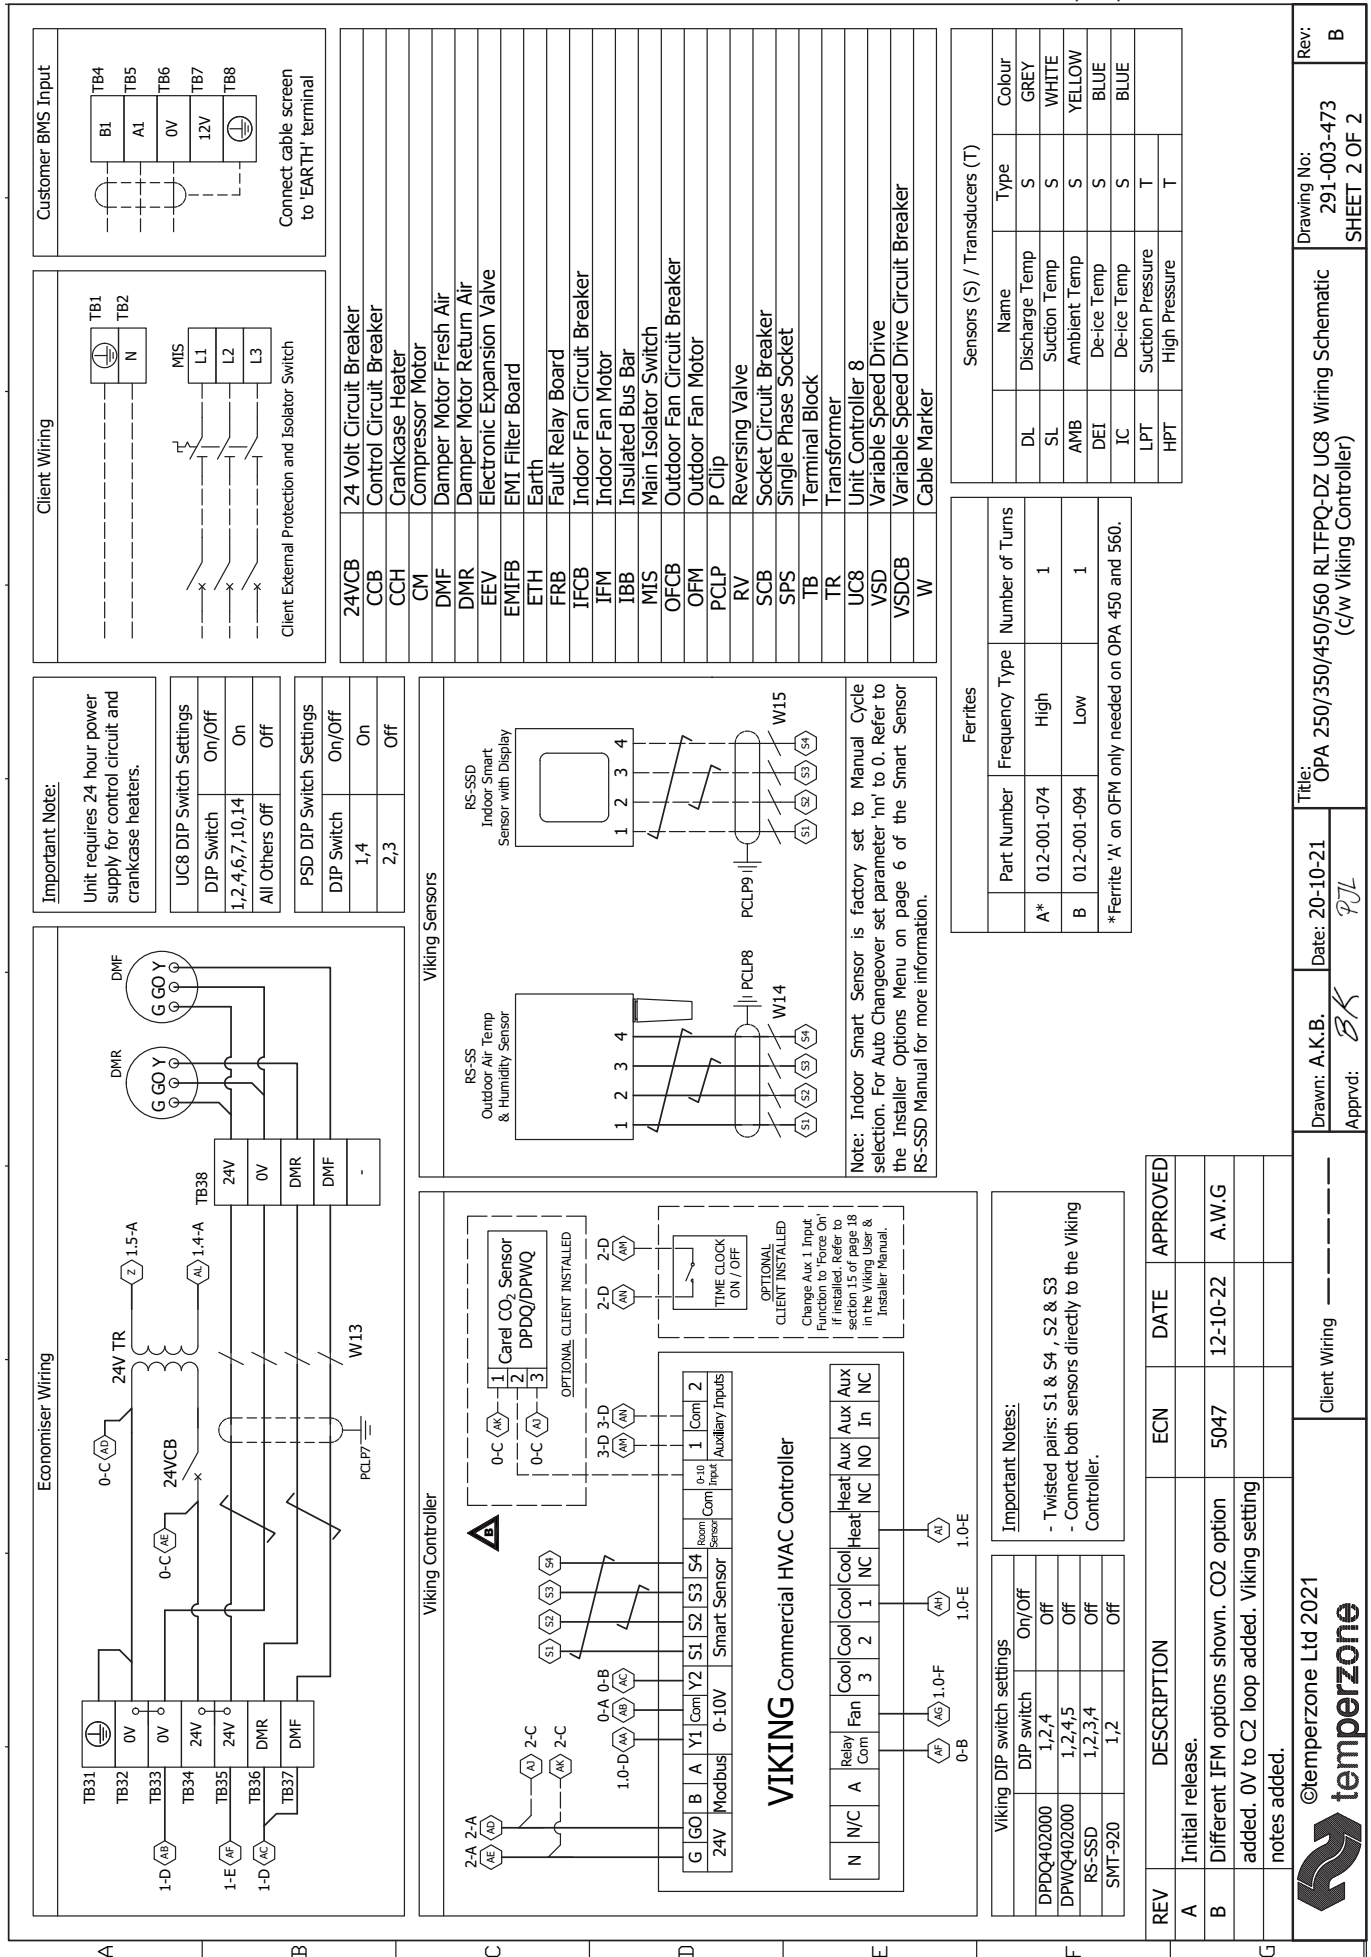 Economiser Wiring
TB31
TB32 0V
TB33 0V
TB34 24V
TB35 24V
TB36 DMR
TB37 DMF
1-D AB
1-E AF
1-D AC
0-C AE
0-C AD
24VCB
24V TR
Z 1.5-A
AL 1.4-A
W13
PCLP7
TB38
24V
0V
DMR
DMF
-
DMR
G GO Y
DMF
G GO Y
Important Note:
Unit requires 24 hour power
supply for control circuit and
crankcase heaters.
UC8 DIP Switch Settings
DIP Switch On/Off
1,2,4,6,7,10,14 On
All Others Off Off
PSD DIP Switch Settings
DIP Switch On/Off
1,4 On
2,3 Off
Client Wiring
TB1
TB2
N
MIS
L1
L2
L3
Client External Protection and Isolator Switch
Customer BMS Input
B1 TB4
A1 TB5
0V TB6
12V TB7
TB8
Connect cable screen
to 'EARTH' terminal
Viking Controller
B
2-A AE
2-A AD
AJ 2-C
AK 2-C
1.0-D AA
0-A AB
0-B AC
S1 S2 S3 S4
3-D AM
3-D AN
0-C AK
0-C AJ
1 2 3
Carel CO2 Sensor
DPDQ/DPWQ
OPTIONAL CLIENT INSTALLED
2-D AN
2-D AM
TIME CLOCK
ON / OFF
OPTIONAL
CLIENT INSTALLED
Change Aux 1 Input
Function to 'Force On'
if installed. Refer to
section 15 of page 18
in the Viking User &
Installer Manual.
G GO B A Y1 Com Y2 S1 S2 S3 S4 Room Sensor Com 0-10 Input 1 Com 2
24V Modbus 0-10V Smart Sensor Auxiliary Inputs
VIKING Commercial HVAC Controller
N N/C A Relay Com Fan Cool 3 Cool 2 Cool 1 Cool NC Heat Heat NC Aux NO Aux In Aux NC
AF 0-B
AG 1.0-F
AH 1.0-E
AI 1.0-E
Viking Sensors
RS-SS
Outdoor Air Temp
& Humidity Sensor
1 2 3 4
PCLP8
W14
S1 S2 S3 S4
RS-SSD
Indoor Smart
Sensor with Display
1 2 3 4
PCLP9
W15
S1 S2 S3 S4
Note: Indoor Smart Sensor is factory set to Manual Cycle
selection. For Auto Changeover set parameter 'nn' to 0. Refer to
the Installer Options Menu on page 6 of the Smart Sensor
RS-SSD Manual for more information.
24VCB 24 Volt Circuit Breaker
CCB Control Circuit Breaker
CCH Crankcase Heater
CM Compressor Motor
DMF Damper Motor Fresh Air
DMR Damper Motor Return Air
EEV Electronic Expansion Valve
EMIFB EMI Filter Board
ETH Earth
FRB Fault Relay Board
IFCB Indoor Fan Circuit Breaker
IFM Indoor Fan Motor
IBB Insulated Bus Bar
MIS Main Isolator Switch
OFCB Outdoor Fan Circuit Breaker
OFM Outdoor Fan Motor
PCLP P Clip
RV Reversing Valve
SCB Socket Circuit Breaker
SPS Single Phase Socket
TB Terminal Block
TR Transformer
UC8 Unit Controller 8
VSD Variable Speed Drive
VSDCB Variable Speed Drive Circuit Breaker
W Cable Marker
Viking DIP switch settings
DIP switch On/Off
DPDQ402000 1,2,4 Off
DPWQ402000 1,2,4,5 Off
RS-SSD 1,2,3,4 Off
SMT-920 1,2 Off
Important Notes:
- Twisted pairs: S1 & S4 , S2 & S3
- Connect both sensors directly to the Viking
Controller.
Ferrites
Part Number Frequency Type Number of Turns
A* 012-001-074 High 1
B 012-001-094 Low 1
*Ferrite 'A' on OFM only needed on OPA 450 and 560.
Sensors (S) / Transducers (T)
Name Type Colour
DL Discharge Temp S GREY
SL Suction Temp S WHITE
AMB Ambient Temp S YELLOW
DEI De-ice Temp S BLUE
IC De-ice Temp S BLUE
LPT Suction Pressure T
HPT High Pressure T
REV DESCRIPTION ECN DATE APPROVED
A Initial release.
B Different IFM options shown. CO2 option 5047 12-10-22 A.W.G
added. 0V to C2 loop added. Viking setting
notes added.
©temperzone Ltd 2021
temperzone
Client Wiring
Drawn: A.K.B.
Date: 20-10-21
Apprvd: BK PJL
Title:
OPA 250/350/450/560 RLTFPQ-DZ UC8 Wiring Schematic
(c/w Viking Controller)
Drawing No:
291-003-473
SHEET 2 OF 2
Rev:
B
A
B
C
D
E
F
G